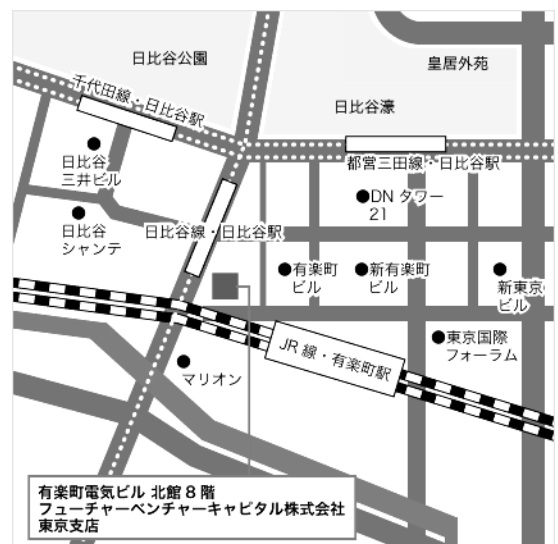 日比谷公園
皇居外苑
千代田線・日比谷駅
日比谷濠
日比谷
三井ビル
都営三田線・日比谷駅
DN タワー
21
日比谷
シャンテ
日比谷線・日比谷駅
有楽町
ビル
新有楽町
ビル
新東京
ビル
JR 線・有楽町駅
東京国際
フォーラム
マリオン
有楽町電気ビル 北館 8 階
フューチャーベンチャーキャピタル株式会社
東京支店